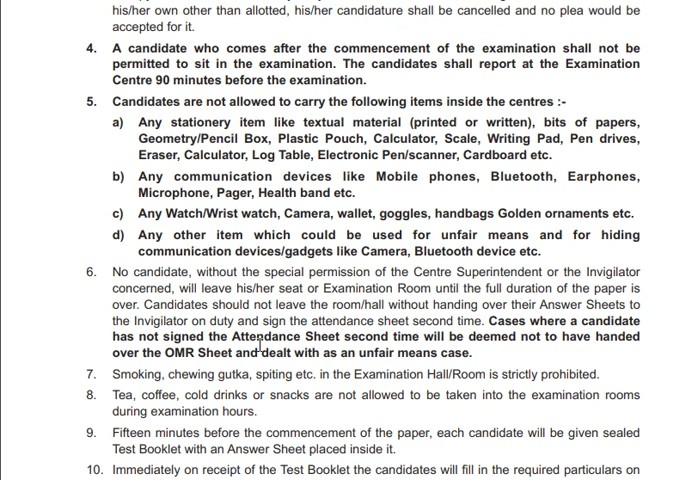 his/her own other than allotted, his/her candidature shall be cancelled and no plea would be
accepted for it.
4. A candidate who comes after the commencement of the examination shall not be
permitted to sit in the examination. The candidates shall report at the Examination
Centre 90 minutes before the examination.
5. Candidates are not allowed to carry the following items inside the centres :-
a) Any stationery item like textual material (printed or written), bits of papers,
Geometry/Pencil Box, Plastic Pouch, Calculator, Scale, Writing Pad, Pen drives,
Eraser, Calculator, Log Table, Electronic Pen/scanner, Cardboard etc.
b) Any communication devices like Mobile phones, Bluetooth, Earphones,
Microphone, Pager, Health band etc.
c) Any Watch/Wrist watch, Camera, wallet, goggles, handbags Golden ornaments etc.
d) Any other item which could be used for unfair means and for hiding
communication devices/gadgets like Camera, Bluetooth device etc.
6. No candidate, without the special permission of the Centre Superintendent or the Invigilator
concerned, will leave his/her seat or Examination Room until the full duration of the paper is
over. Candidates should not leave the room/hall without handing over their Answer Sheets to
the Invigilator on duty and sign the attendance sheet second time. Cases where a candidate
has not signed the Attendance Sheet second time will be deemed not to have handed
over the OMR Sheet and dealt with as an unfair means case.
7. Smoking, chewing gutka, spiting etc. in the Examination Hall/Room is strictly prohibited.
8. Tea, coffee, cold drinks or snacks are not allowed to be taken into the examination rooms
during examination hours.
9. Fifteen minutes before the commencement of the paper, each candidate will be given sealed
Test Booklet with an Answer Sheet placed inside it.
10. Immediately on receipt of the Test Booklet the candidates will fill in the required particulars on